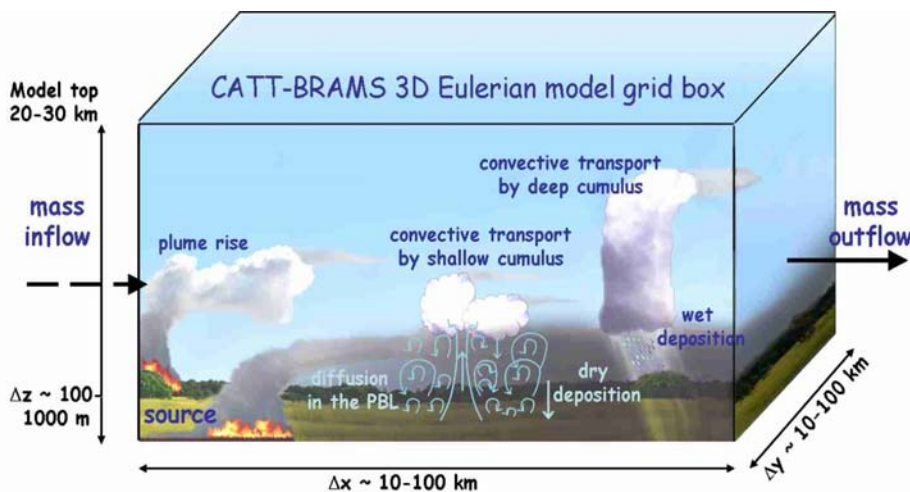 CATT-BRAMS 3D Eulerian model grid box
Model top
20-30 km
convective transport
by deep cumulus
mass
inflow
mass
outflow
plume rise
convective transport
by shallow cumulus
wet
deposition
diffusion
in the PBL
dry
deposition
Δz ~ 100-
1000 m
source
Δx ~ 10-100 km
Δy ~ 10-100 km